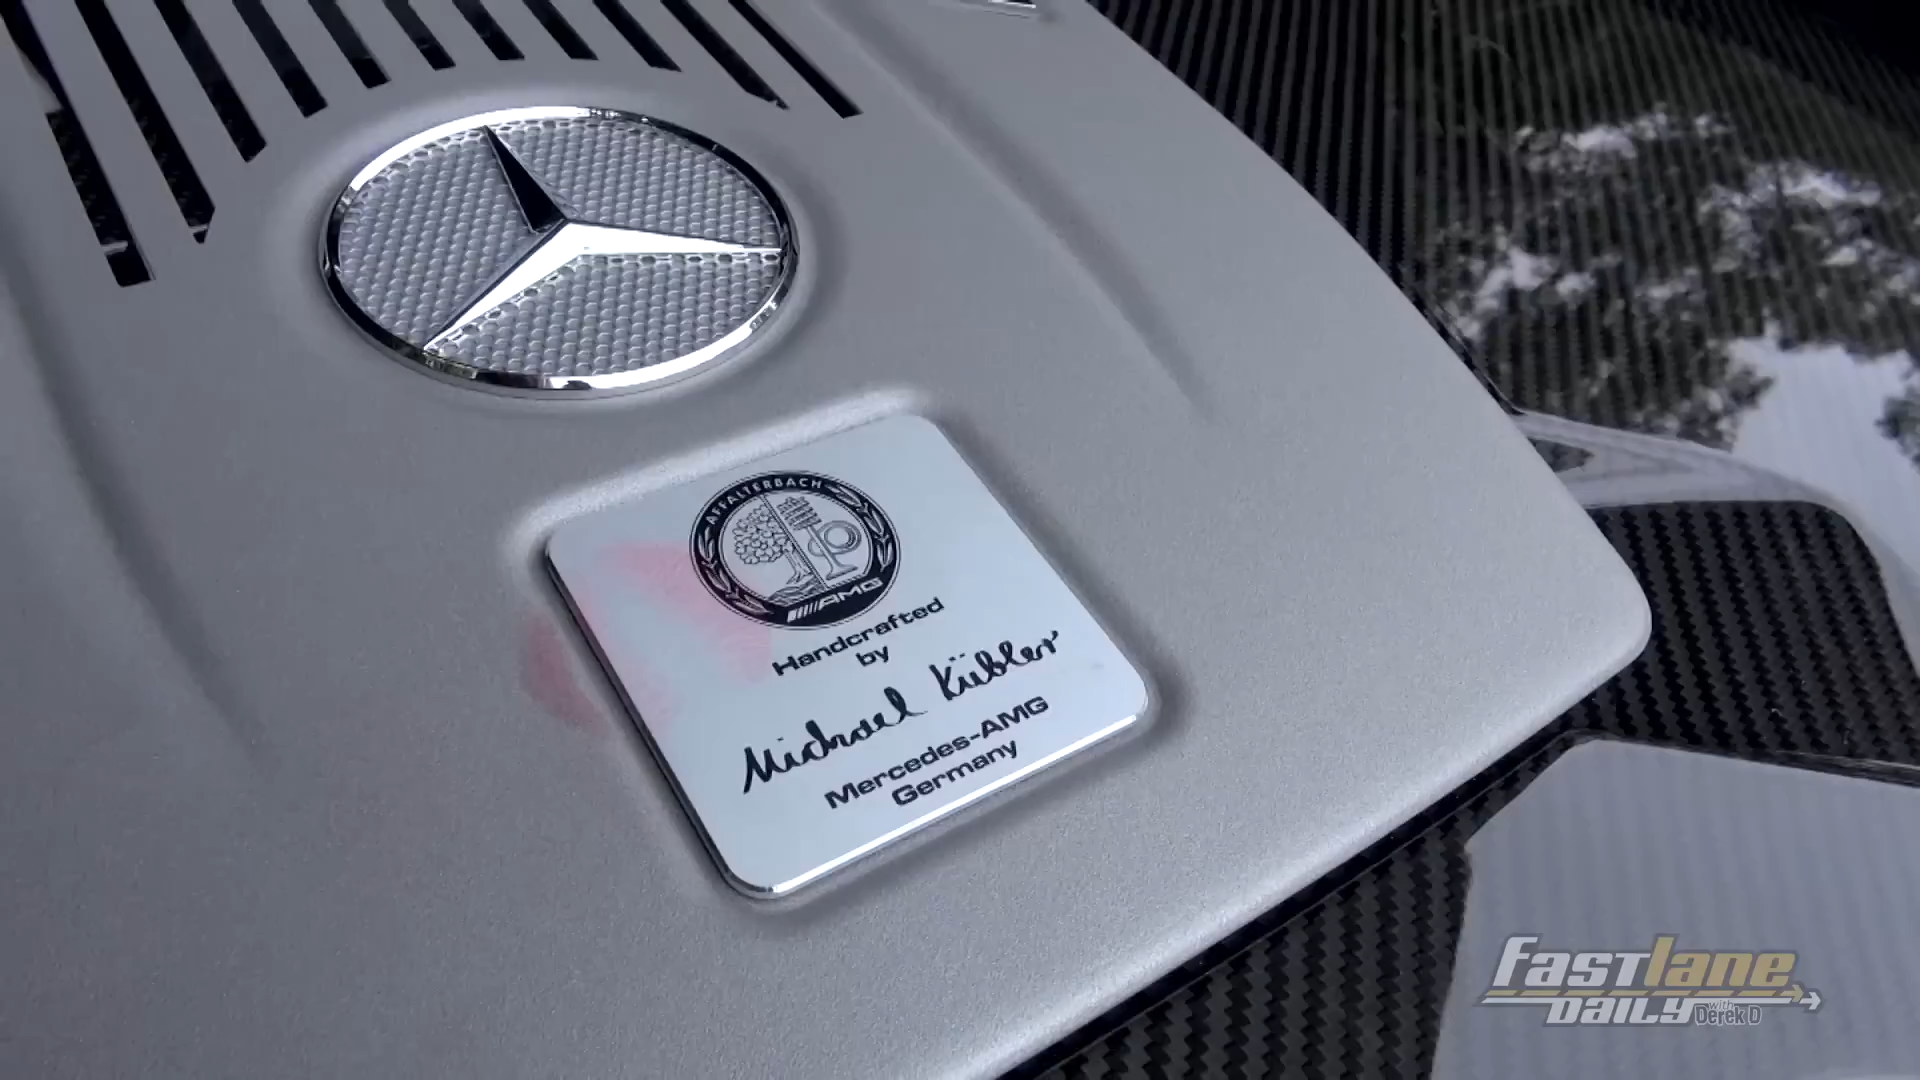 AFFALTERBACH
AMG
Handcrafted
by
Michael Kübler
Mercedes-AMG
Germany
fastlane
DAILY with
Derek D